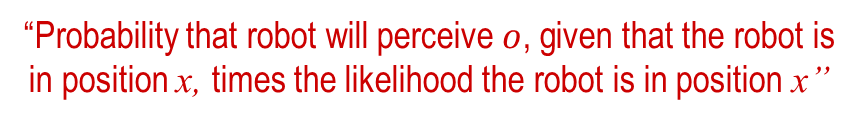 “Probability that robot will perceive o, given that the robot is
in position x, times the likelihood the robot is in position x”